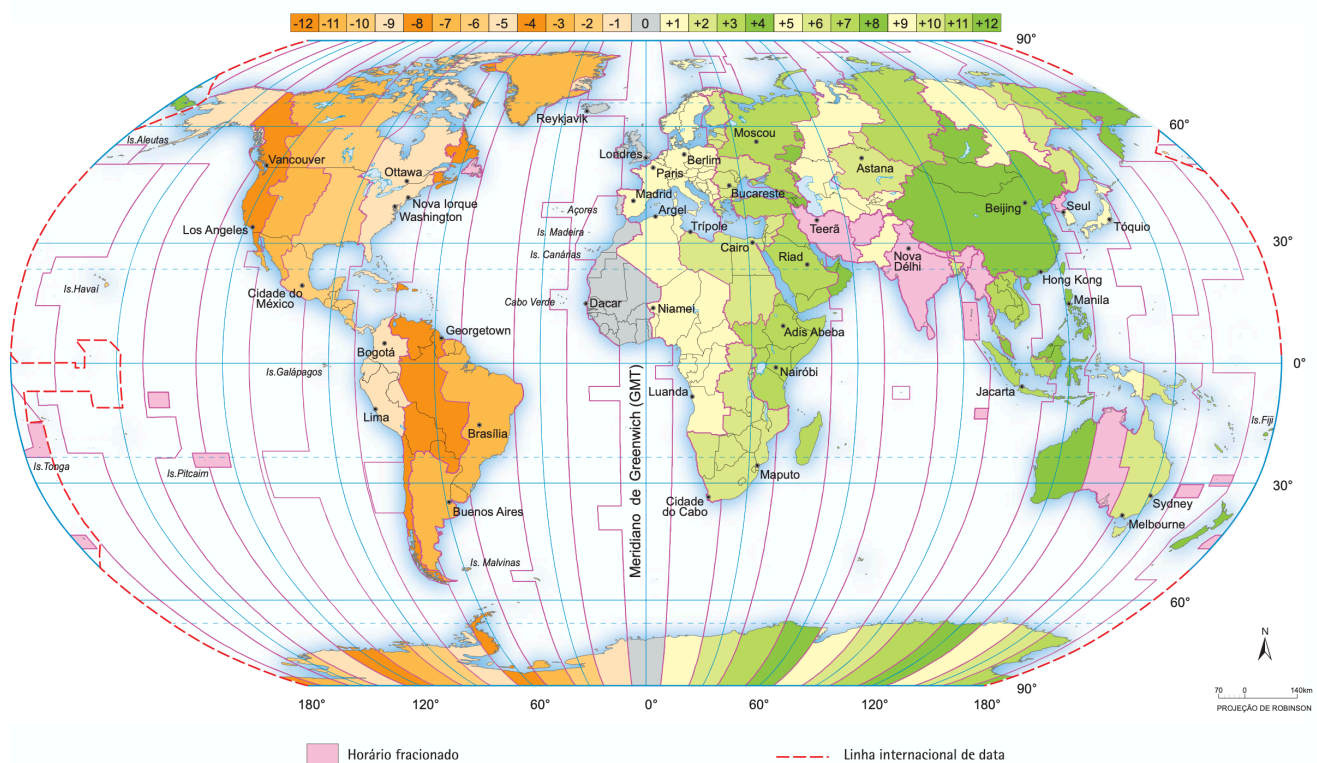 -12 -11 -10 -9 -8 -7 -6 -5 -4 -3 -2 -1 0 +1 +2 +3 +4 +5 +6 +7 +8 +9 +10 +11 +12
90°
60°
30°
0°
30°
60°
90°
Is.Aleutas
Vancouver
Ottawa
Nova Iorque
Washington
Los Angeles
Is.Havaí
Cidade do
México
Georgetown
Bogotá
Is.Galápagos
Lima
Brasília
Is.Tonga
Is.Pitcairn
Buenos Aires
Is. Malvinas
Reykjavik
Londres
Paris
Berlim
Moscou
Astana
Madrid
Bucareste
Argel
Açores
Trípole
Is. Madeira
Cairo
Is. Canárias
Riad
Teerã
Nova
Délhi
Beijing
Seul
Tóquio
Hong Kong
Manila
Cabo Verde
Dacar
Niamei
Adis Abeba
Nairóbi
Luanda
Jacarta
Is.Fiji
Maputo
Cidade
do Cabo
Sydney
Melbourne
Meridiano de Greenwich (GMT)
N
70 0 140km
PROJEÇÃO DE ROBINSON
180° 120° 60° 0° 60° 120° 180°
Horário fracionado
Linha internacional de data